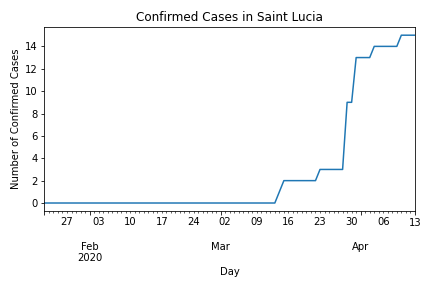 Confirmed Cases in Saint Lucia
Number of Confirmed Cases
14
12
10
8
6
4
2
0
27 03 10 17 24 02 09 16 23 30 06 13
Feb Mar Apr
2020
Day